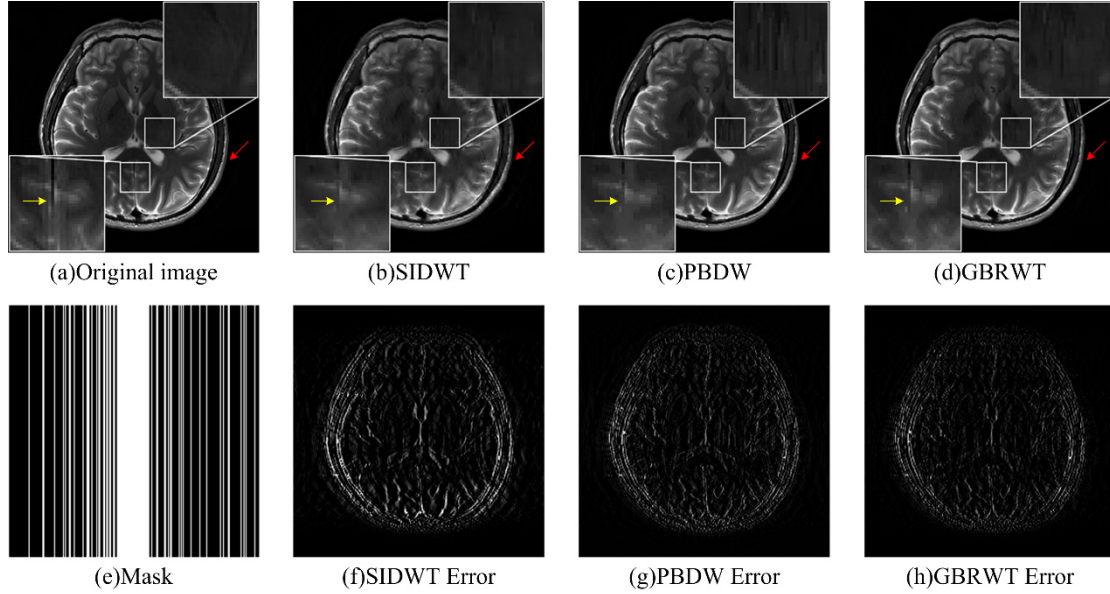 (a)Original image
(b)SIDWT
(c)PBDW
(d)GBRWT
(e)Mask
(f)SIDWT Error
(g)PBDW Error
(h)GBRWT Error